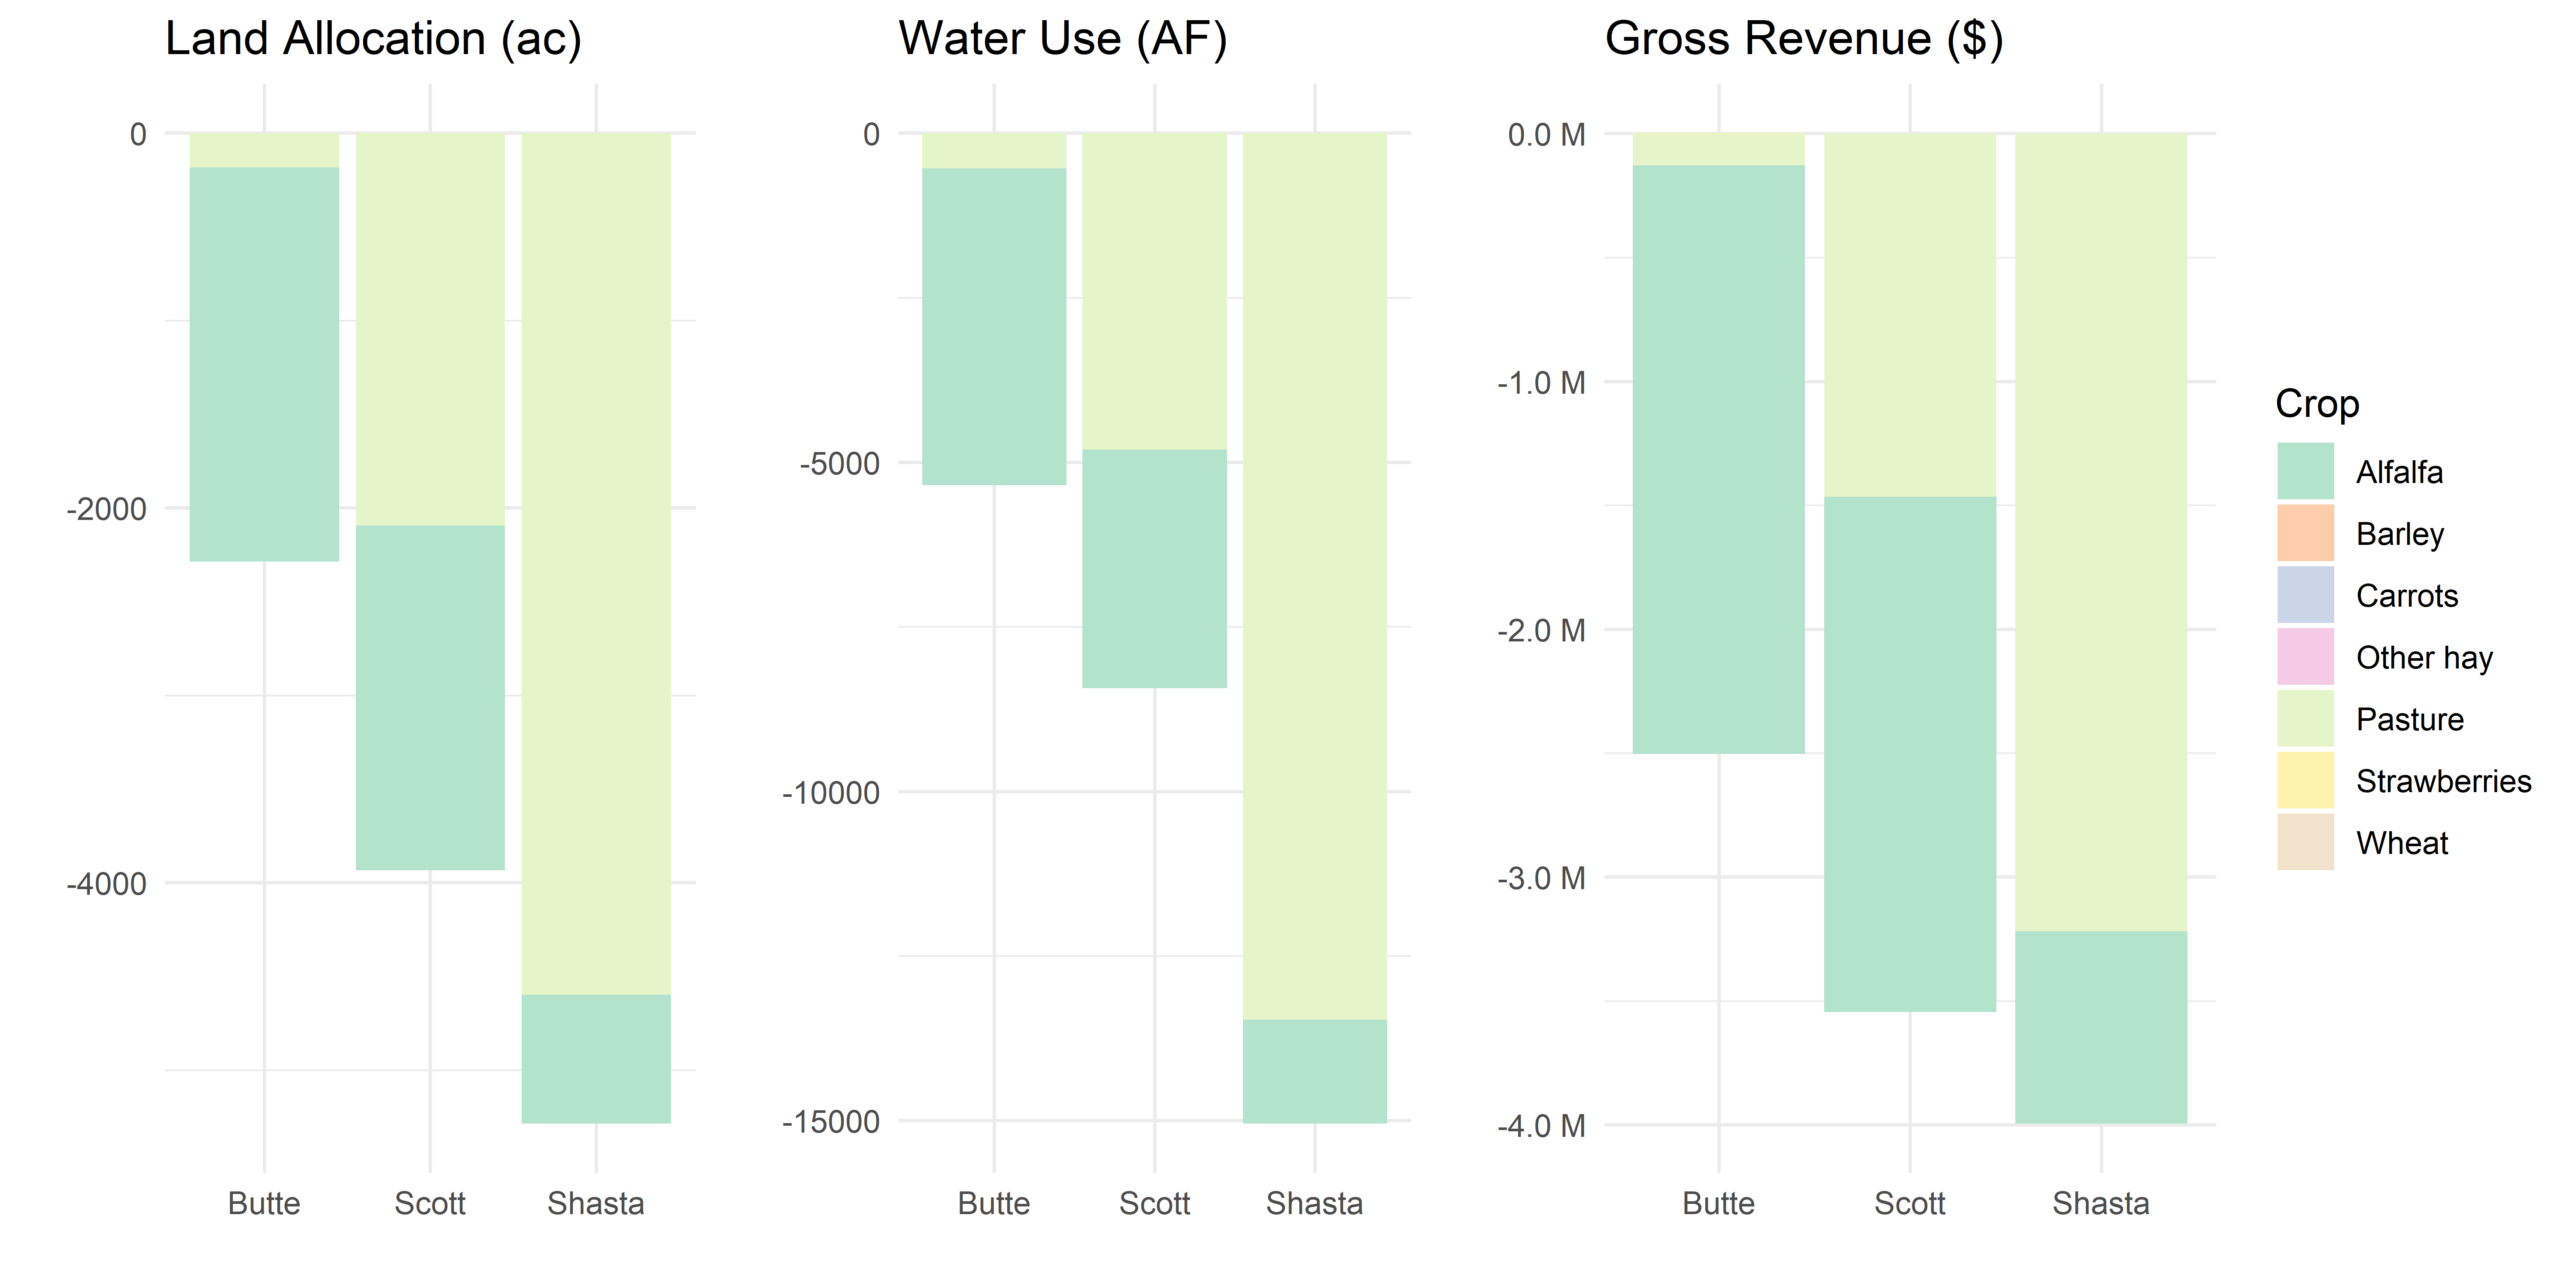 Land Allocation (ac)
0
-2000
-4000
Butte
Scott
Shasta
Water Use (AF)
0
-5000
-10000
-15000
Butte
Scott
Shasta
Gross Revenue ($)
0.0 M
-1.0 M
-2.0 M
-3.0 M
-4.0 M
Butte
Scott
Shasta
Crop
Alfalfa
Barley
Carrots
Other hay
Pasture
Strawberries
Wheat